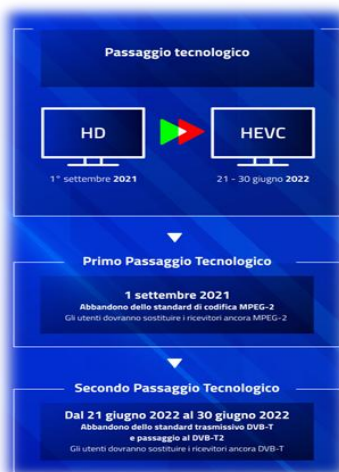 Passaggio tecnologico
HD
HEVC
1° settembre 2021
21 - 30 giugno 2022
Primo Passaggio Tecnologico
1 settembre 2021
Abbandono dello standard di codifica MPEG-2
Gli utenti dovranno sostituire i ricevitori ancora MPEG-2
Secondo Passaggio Tecnologico
Dal 21 giugno 2022 al 30 giugno 2022
Abbandono dello standard trasmissivo DVB-T
e passaggio al DVB-T2
Gli utenti dovranno sostituire i ricevitori ancora DVB-T